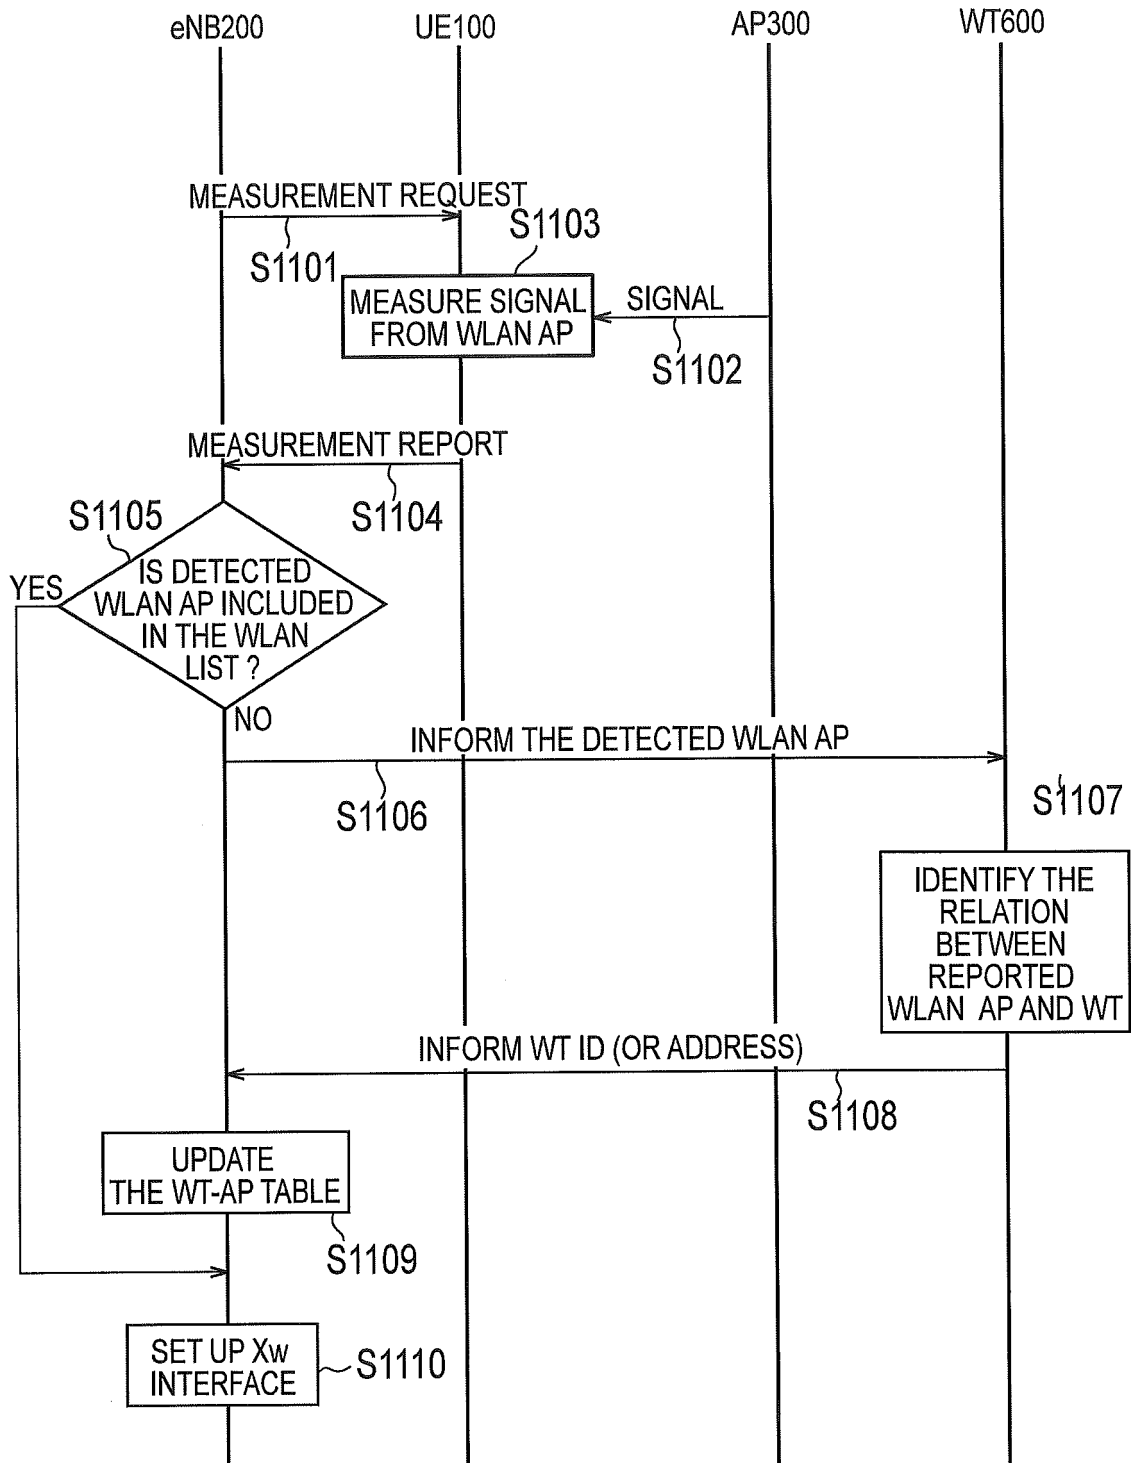 eNB200
UE100
AP300
WT600
MEASUREMENT REQUEST
S1101
S1103
MEASURE SIGNAL
FROM WLAN AP
SIGNAL
S1102
MEASUREMENT REPORT
S1104
S1105
YES
IS DETECTED
WLAN AP INCLUDED
IN THE WLAN
LIST ?
NO
INFORM THE DETECTED WLAN AP
S1106
S1107
IDENTIFY THE
RELATION
BETWEEN
REPORTED
WLAN AP AND WT
INFORM WT ID (OR ADDRESS)
S1108
UPDATE
THE WT-AP TABLE
S1109
SET UP Xw
INTERFACE
S1110